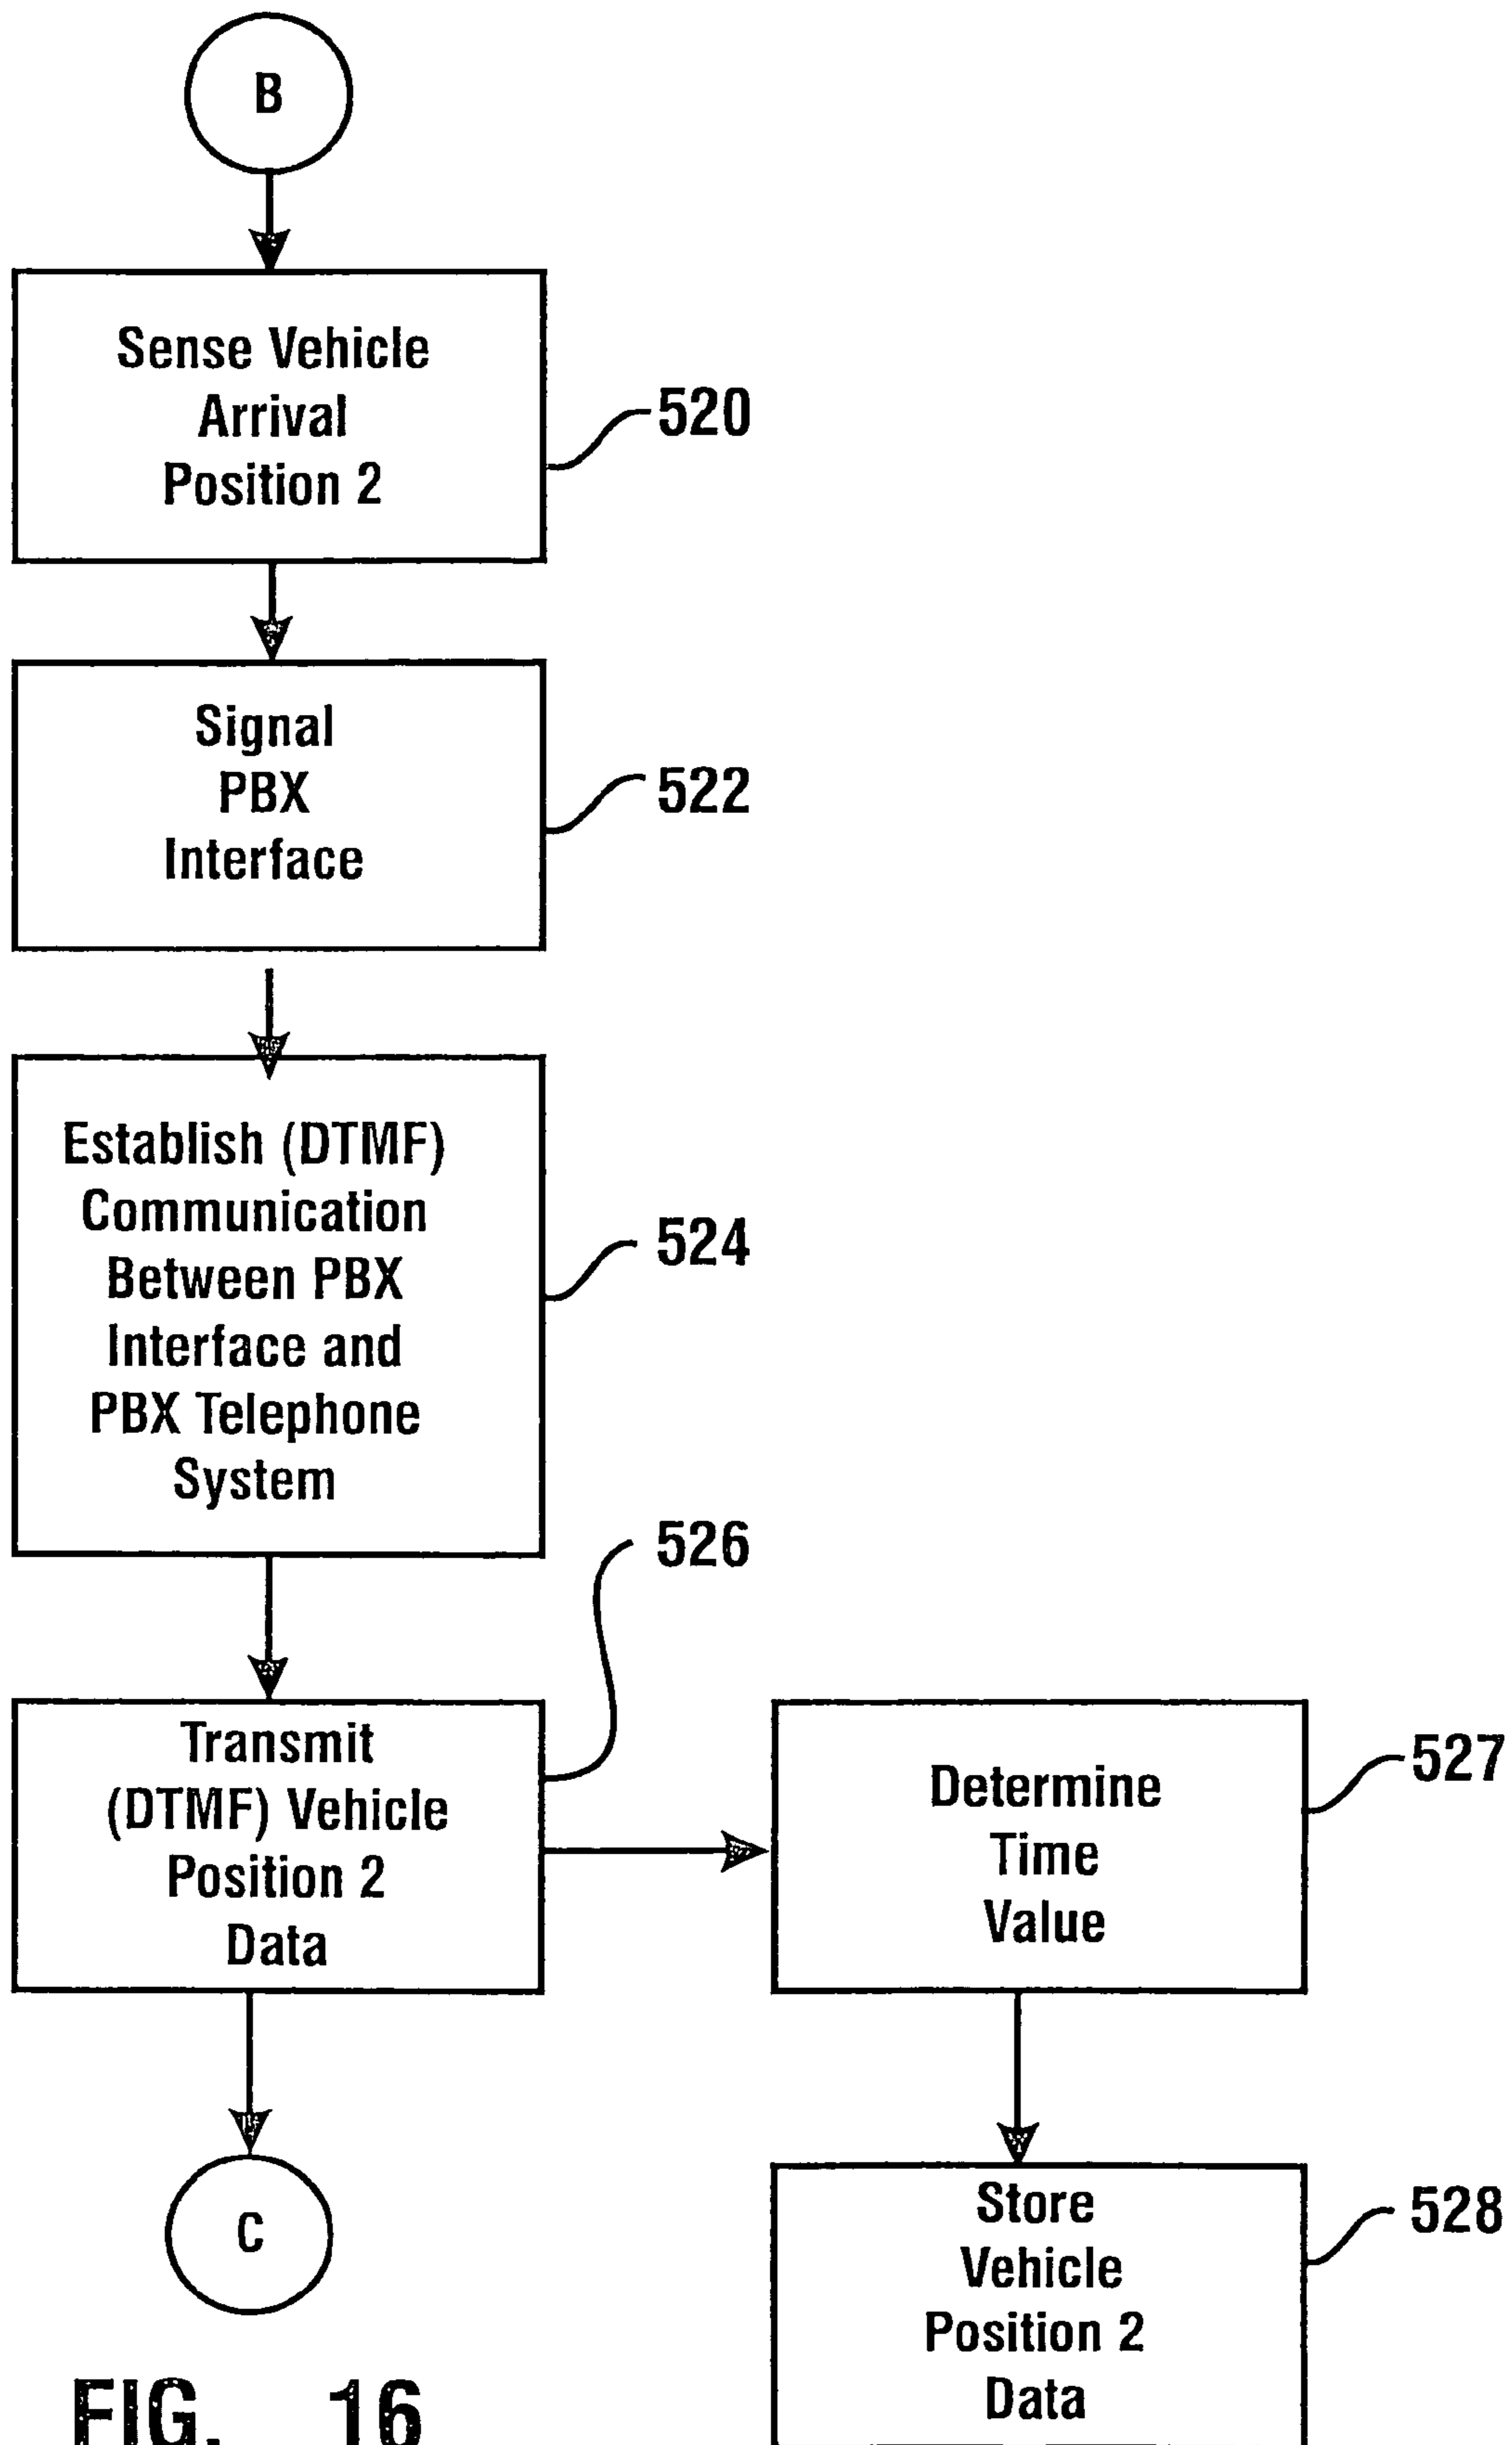 B
Sense Vehicle
Arrival
Position 2
520
Signal
PBX
Interface
522
Establish (DTMF)
Communication
Between PBX
Interface and
PBX Telephone
System
524
526
Transmit
(DTMF) Vehicle
Position 2
Data
Determine
Time
Value
527
C
Store
Vehicle
Position 2
Data
528
FIG. 16